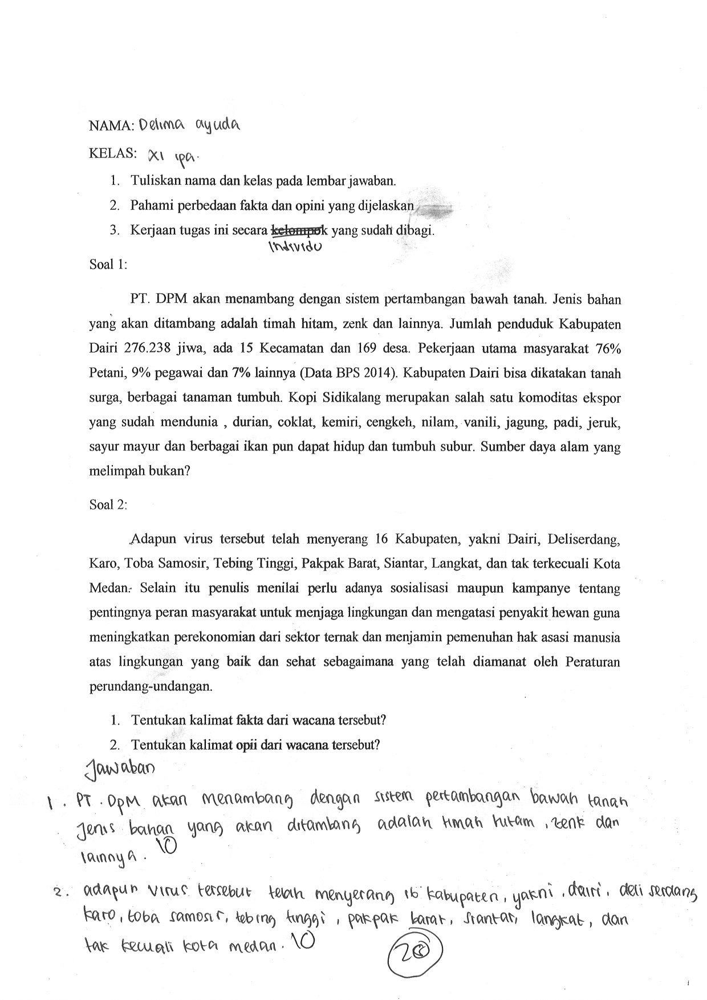 NAMA: Delima ayuda
KELAS: XI ipa.
1. Tuliskan nama dan kelas pada lembar jawaban.
2. Pahami perbedaan fakta dan opini yang dijelaskan
3. Kerjaan tugas ini secara kelompok yang sudah dibagi.
Individu
Soal 1:
PT. DPM akan menambang dengan sistem pertambangan bawah tanah. Jenis bahan
yang akan ditambang adalah timah hitam, zenk dan lainnya. Jumlah penduduk Kabupaten
Dairi 276.238 jiwa, ada 15 Kecamatan dan 169 desa. Pekerjaan utama masyarakat 76%
Petani, 9% pegawai dan 7% lainnya (Data BPS 2014). Kabupaten Dairi bisa dikatakan tanah
surga, berbagai tanaman tumbuh. Kopi Sidikalang merupakan salah satu komoditas ekspor
yang sudah mendunia , durian, coklat, kemiri, cengkeh, nilam, vanili, jagung, padi, jeruk,
sayur mayur dan berbagai ikan pun dapat hidup dan tumbuh subur. Sumber daya alam yang
melimpah bukan?
Soal 2:
Adapun virus tersebut telah menyerang 16 Kabupaten, yakni Dairi, Deliserdang,
Karo, Toba Samosir, Tebing Tinggi, Pakpak Barat, Siantar, Langkat, dan tak terkecuali Kota
Medan. Selain itu penulis menilai perlu adanya sosialisasi maupun kampanye tentang
pentingnya peran masyarakat untuk menjaga lingkungan dan mengatasi penyakit hewan guna
meningkatkan perekonomian dari sektor ternak dan menjamin pemenuhan hak asasi manusia
atas lingkungan yang baik dan sehat sebagaimana yang telah diamanat oleh Peraturan
perundang-undangan.
1. Tentukan kalimat fakta dari wacana tersebut?
2. Tentukan kalimat opii dari wacana tersebut?
Jawaban
1. PT. DpM akan menambang dengan sistem pertambangan bawah tanah
Jenis bahan yang akan ditambang adalah timah hitam, zenk dan
lainnya. 10
2. adapun virus tersebut telah menyerang 16 kabupaten, yakni, dairi, deli serdang
karo, toba samosir, tebing tinggi, pakpak barat, siantar, langkat, dan
tak kecuali kota medan. 10
20